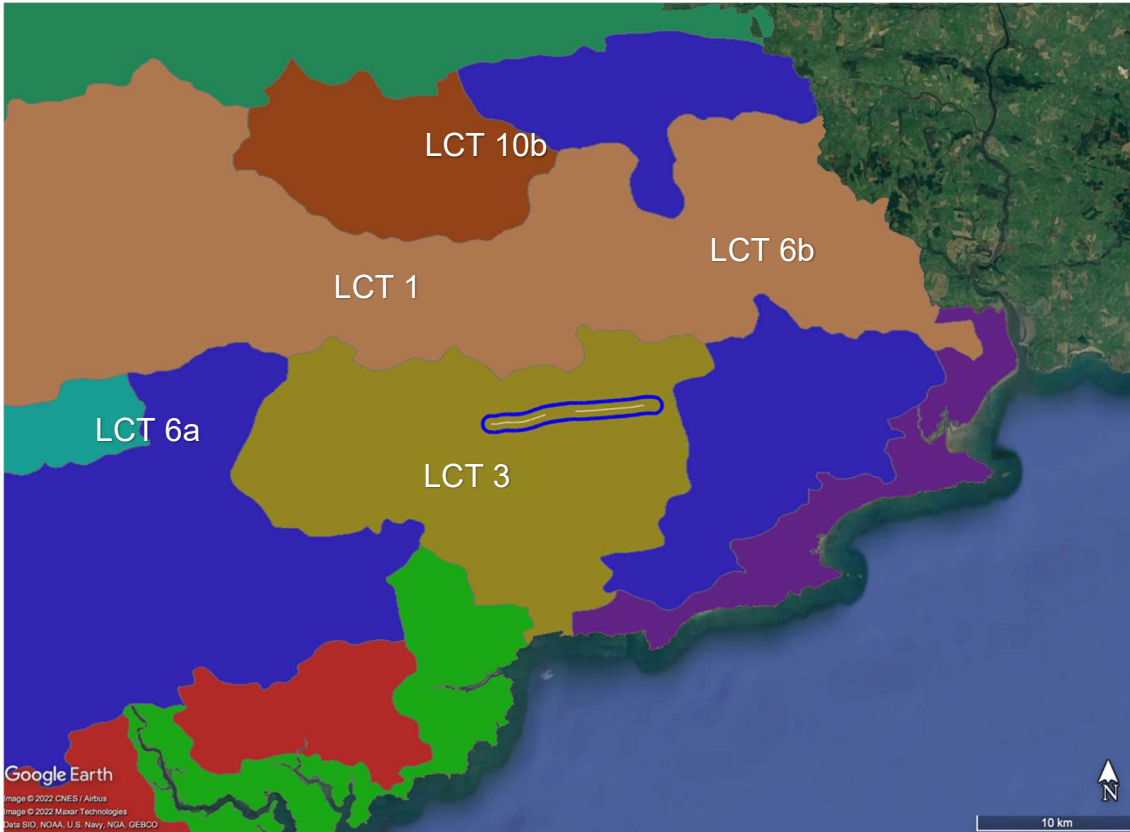 LCT 10b
LCT 6b
LCT 1
LCT 6a
LCT 3
Google Earth
Image © 2022 CNES / Airbus
Image © 2022 Maxar Technologies
Data SIO, NOAA, U.S. Navy, NGA, GEBCO
N
10 km